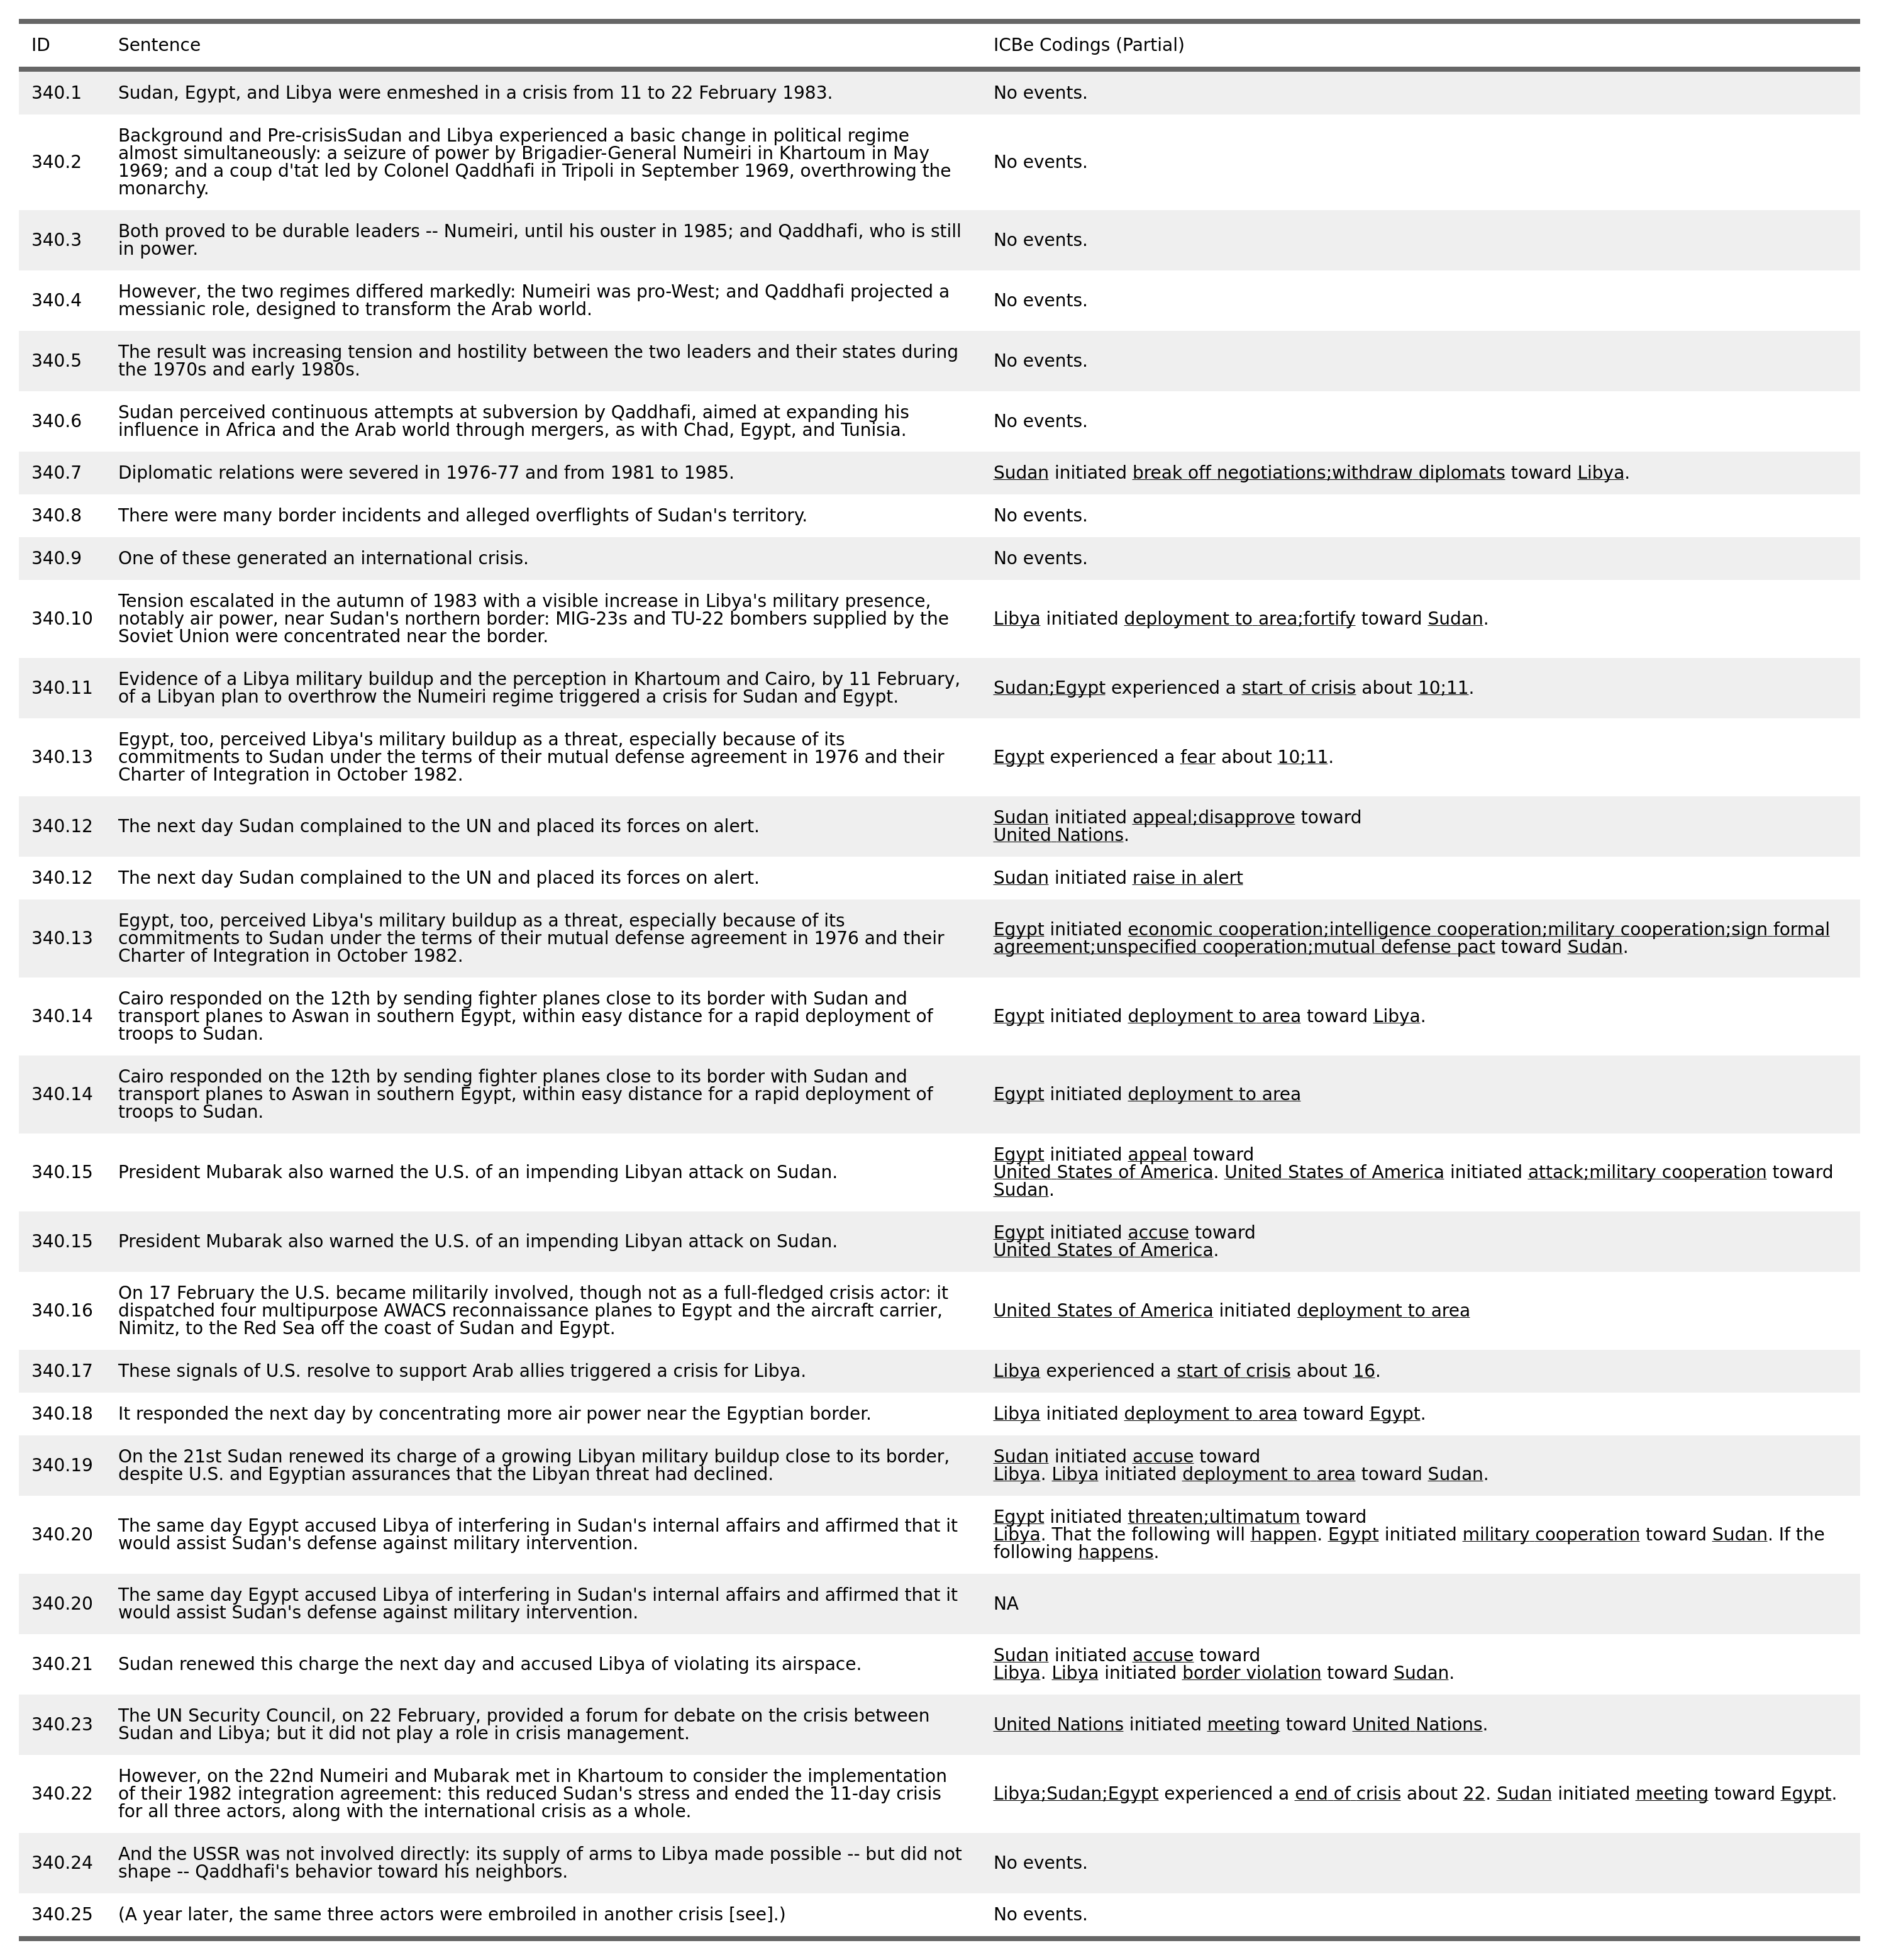 ID Sentence ICBe Codings (Partial)
340.1 Sudan, Egypt, and Libya were enmeshed in a crisis from 11 to 22 February 1983. No events.
Background and Pre-crisisSudan and Libya experienced a basic change in political regime
almost simultaneously: a seizure of power by Brigadier-General Numeiri in Khartoum in May
340.2 No events.
1969; and a coup d'tat led by Colonel Qaddhafi in Tripoli in September 1969, overthrowing the
monarchy.
Both proved to be durable leaders -- Numeiri, until his ouster in 1985; and Qaddhafi, who is still
340.3 No events.
in power.
However, the two regimes differed markedly: Numeiri was pro-West; and Qaddhafi projected a
340.4 No events.
messianic role, designed to transform the Arab world.
The result was increasing tension and hostility between the two leaders and their states during
340.5 No events.
the 1970s and early 1980s.
Sudan perceived continuous attempts at subversion by Qaddhafi, aimed at expanding his
340.6 No events.
influence in Africa and the Arab world through mergers, as with Chad, Egypt, and Tunisia.
340.7 Diplomatic relations were severed in 1976-77 and from 1981 to 1985. Sudan initiated break off negotiations;withdraw diplomats toward Libya.
340.8 There were many border incidents and alleged overflights of Sudan's territory. No events.
340.9 One of these generated an international crisis. No events.
Tension escalated in the autumn of 1983 with a visible increase in Libya's military presence,
340.10 notably air power, near Sudan's northern border: MIG-23s and TU-22 bombers supplied by the Libya initiated deployment to area;fortify toward Sudan.
Soviet Union were concentrated near the border.
Evidence of a Libya military buildup and the perception in Khartoum and Cairo, by 11 February,
340.11 Sudan;Egypt experienced a start of crisis about 10;11.
of a Libyan plan to overthrow the Numeiri regime triggered a crisis for Sudan and Egypt.
Egypt, too, perceived Libya's military buildup as a threat, especially because of its
340.13 commitments to Sudan under the terms of their mutual defense agreement in 1976 and their Egypt experienced a fear about 10;11.
Charter of Integration in October 1982.
340.12 The next day Sudan complained to the UN and placed its forces on alert. Sudan initiated appeal;disapprove toward
United Nations.
340.12 The next day Sudan complained to the UN and placed its forces on alert. Sudan initiated raise in alert
Egypt, too, perceived Libya's military buildup as a threat, especially because of its
340.13 commitments to Sudan under the terms of their mutual defense agreement in 1976 and their
Charter of Integration in October 1982.
Egypt initiated economic cooperation;intelligence cooperation;military cooperation;sign formal
agreement;unspecified cooperation;mutual defense pact toward Sudan.
Cairo responded on the 12th by sending fighter planes close to its border with Sudan and
340.14 transport planes to Aswan in southern Egypt, within easy distance for a rapid deployment of Egypt initiated deployment to area toward Libya.
troops to Sudan.
Cairo responded on the 12th by sending fighter planes close to its border with Sudan and
340.14 transport planes to Aswan in southern Egypt, within easy distance for a rapid deployment of Egypt initiated deployment to area
troops to Sudan.
Egypt initiated appeal toward
340.15 President Mubarak also warned the U.S. of an impending Libyan attack on Sudan. United States of America. United States of America initiated attack;military cooperation toward
Sudan.
340.15 President Mubarak also warned the U.S. of an impending Libyan attack on Sudan. Egypt initiated accuse toward
United States of America.
On 17 February the U.S. became militarily involved, though not as a full-fledged crisis actor: it
340.16 dispatched four multipurpose AWACS reconnaissance planes to Egypt and the aircraft carrier, United States of America initiated deployment to area
Nimitz, to the Red Sea off the coast of Sudan and Egypt.
340.17 These signals of U.S. resolve to support Arab allies triggered a crisis for Libya. Libya experienced a start of crisis about 16.
340.18 It responded the next day by concentrating more air power near the Egyptian border. Libya initiated deployment to area toward Egypt.
On the 21st Sudan renewed its charge of a growing Libyan military buildup close to its border, Sudan initiated accuse toward
340.19
despite U.S. and Egyptian assurances that the Libyan threat had declined. Libya. Libya initiated deployment to area toward Sudan.
340.20 The same day Egypt accused Libya of interfering in Sudan's internal affairs and affirmed that it
would assist Sudan's defense against military intervention.
Egypt initiated threaten;ultimatum toward
Libya. That the following will happen. Egypt initiated military cooperation toward Sudan. If the
following happens.
The same day Egypt accused Libya of interfering in Sudan's internal affairs and affirmed that it
340.20 NA
would assist Sudan's defense against military intervention.
340.21 Sudan renewed this charge the next day and accused Libya of violating its airspace. Sudan initiated accuse toward
Libya. Libya initiated border violation toward Sudan.
The UN Security Council, on 22 February, provided a forum for debate on the crisis between
340.23 United Nations initiated meeting toward United Nations.
Sudan and Libya; but it did not play a role in crisis management.
However, on the 22nd Numeiri and Mubarak met in Khartoum to consider the implementation
340.22 of their 1982 integration agreement: this reduced Sudan's stress and ended the 11-day crisis Libya;Sudan;Egypt experienced a end of crisis about 22. Sudan initiated meeting toward Egypt.
for all three actors, along with the international crisis as a whole.
And the USSR was not involved directly: its supply of arms to Libya made possible -- but did not
340.24 No events.
shape -- Qaddhafi's behavior toward his neighbors.
340.25 (A year later, the same three actors were embroiled in another crisis [see].) No events.